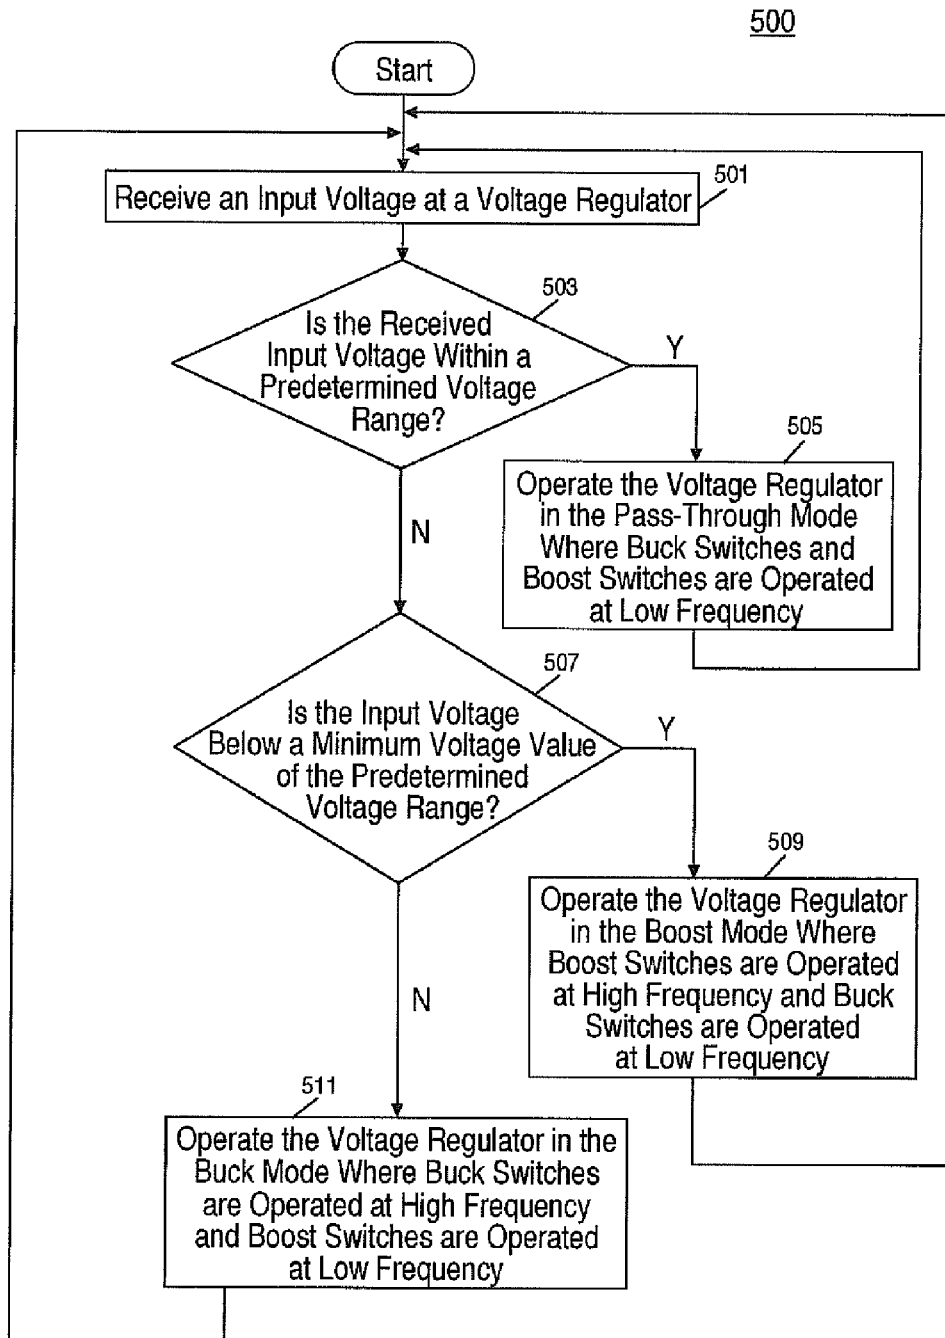 500
Start
501
Receive an Input Voltage at a Voltage Regulator
503
Is the Received
Input Voltage Within a
Predetermined Voltage
Range?
Y
505
Operate the Voltage Regulator
in the Pass-Through Mode
Where Buck Switches and
Boost Switches are Operated
at Low Frequency
N
507
Is the Input Voltage
Below a Minimum Voltage Value
of the Predetermined
Voltage Range?
Y
509
Operate the Voltage Regulator
in the Boost Mode Where
Boost Switches are Operated
at High Frequency and Buck
Switches are Operated
at Low Frequency
N
511
Operate the Voltage Regulator in the
Buck Mode Where Buck Switches
are Operated at High Frequency
and Boost Switches are Operated
at Low Frequency